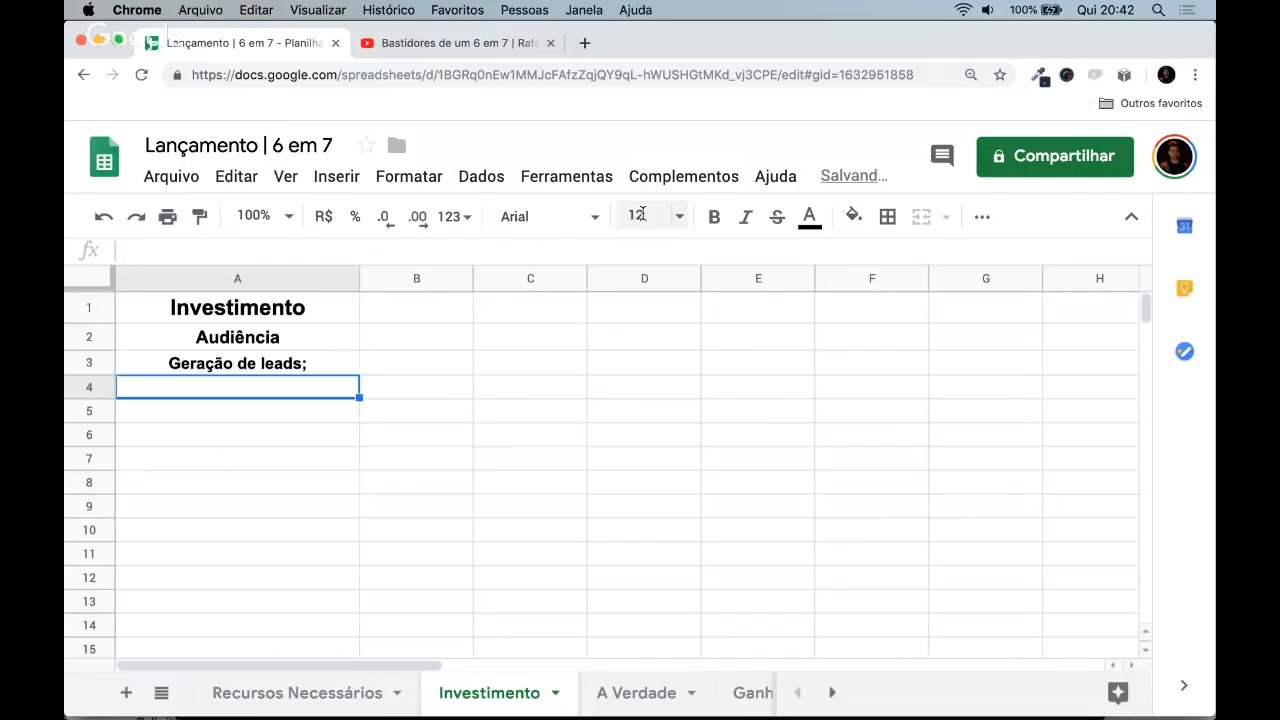 Chrome Arquivo Editar Visualizar Histórico Favoritos Pessoas Janela Ajuda 100% Qui 20:42
Lançamento | 6 em 7 - Planilha Bastidores de um 6 em 7 | Rafa
https://docs.google.com/spreadsheets/d/1BGRq0nEw1MMJcFAfzZqjQY9qL-hWUSHGtMKd_vj3CPE/edit#gid=1632951858
Outros favoritos
Lançamento | 6 em 7
Compartilhar
Arquivo Editar Ver Inserir Formatar Dados Ferramentas Complementos Ajuda Salvand...
100% R$ % .0 .00 123 Arial 12 B I S A
31
fx
A B C D E F G H
1 Investimento
2 Audiência
3 Geração de leads;
4
5
6
7
8
9
10
11
12
13
14
15
Recursos Necessários Investimento A Verdade Ganh